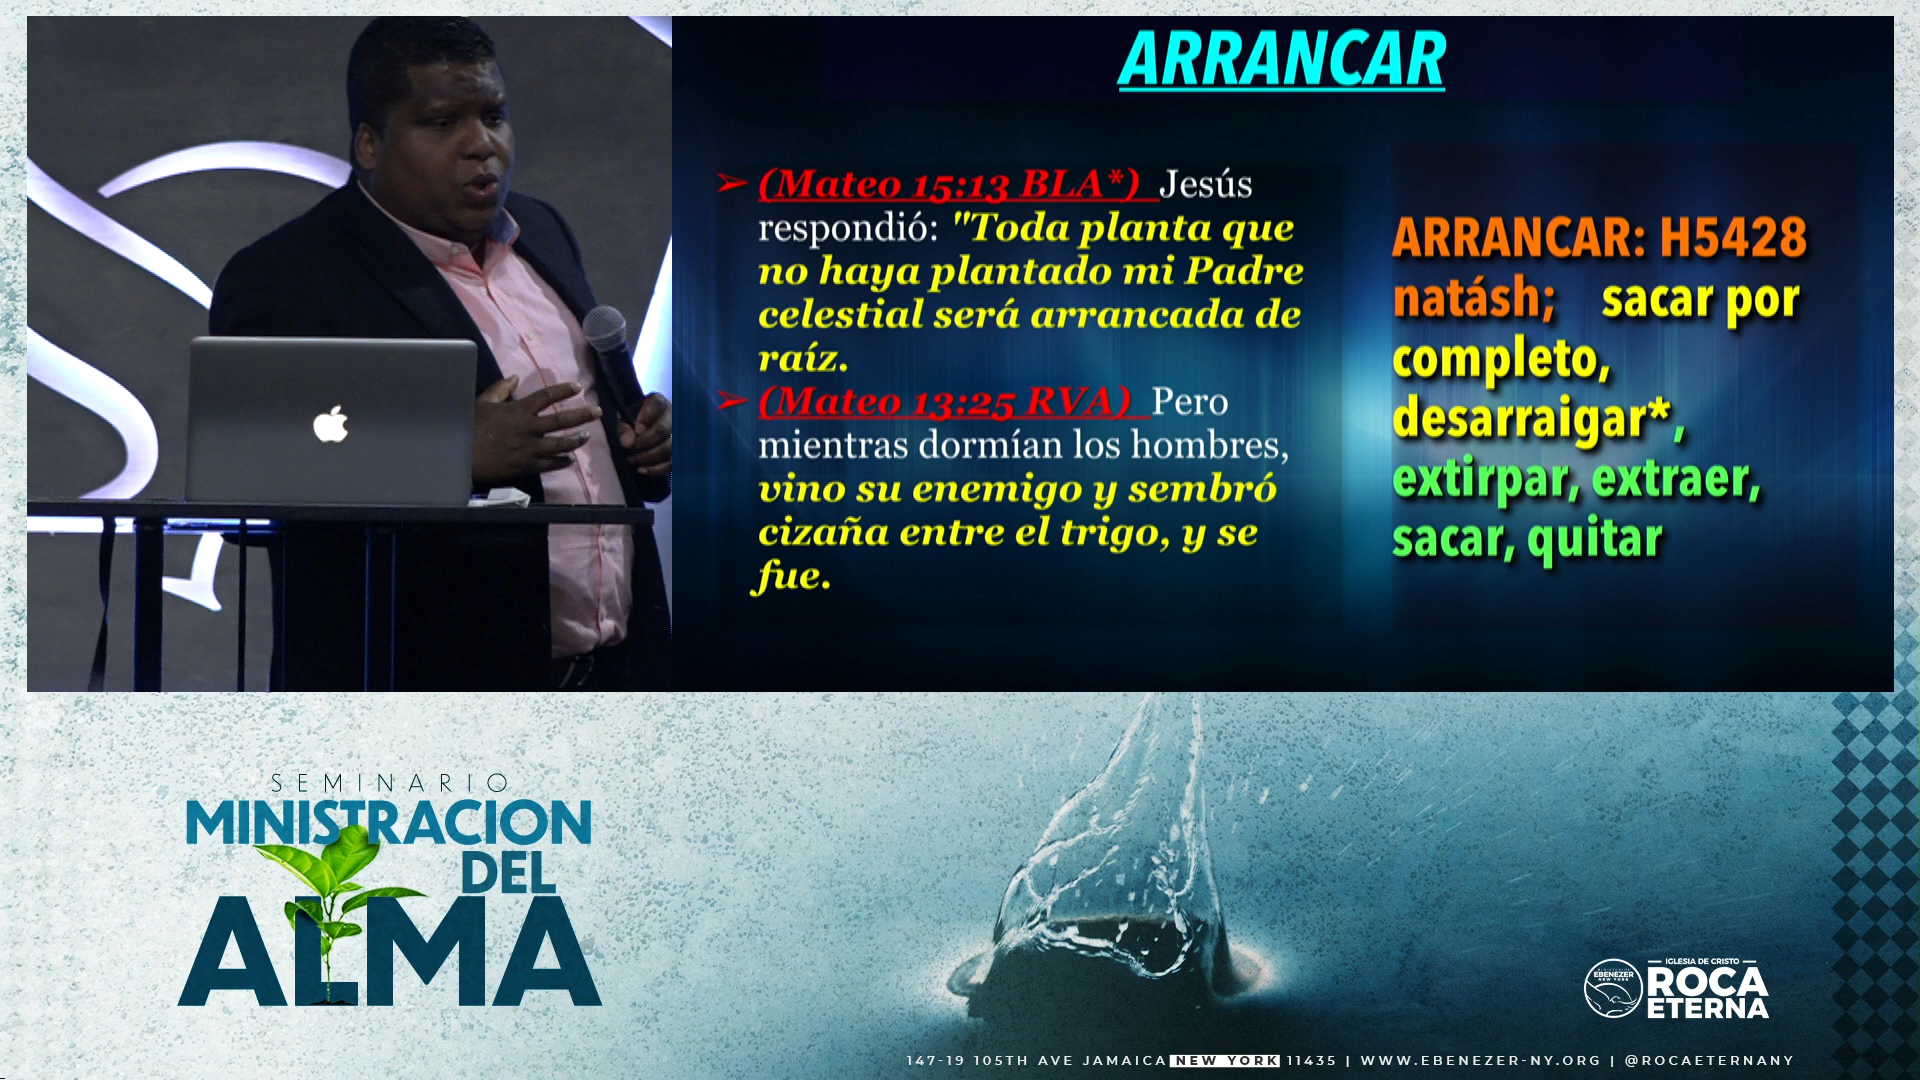 ARRANCAR
➢ (Mateo 15:13 BLA*) Jesús
respondió: "Toda planta que
no haya plantado mi Padre
celestial será arrancada de
raíz.
➢ (Mateo 13:25 RVA) Pero
mientras dormían los hombres,
vino su enemigo y sembró
cizaña entre el trigo, y se
fue.
ARRANCAR: H5428
natásh; sacar por
completo,
desarraigar*,
extirpar, extraer,
sacar, quitar
SEMINARIO
MINISTRACION
DEL
ALMA
EBENEZER
IGLESIA DE CRISTO
ROCA
ETERNA
147-19 105TH AVE JAMAICA NEW YORK 11435 | WWW.EBENEZER-NY.ORG | @ROCAETERNANY